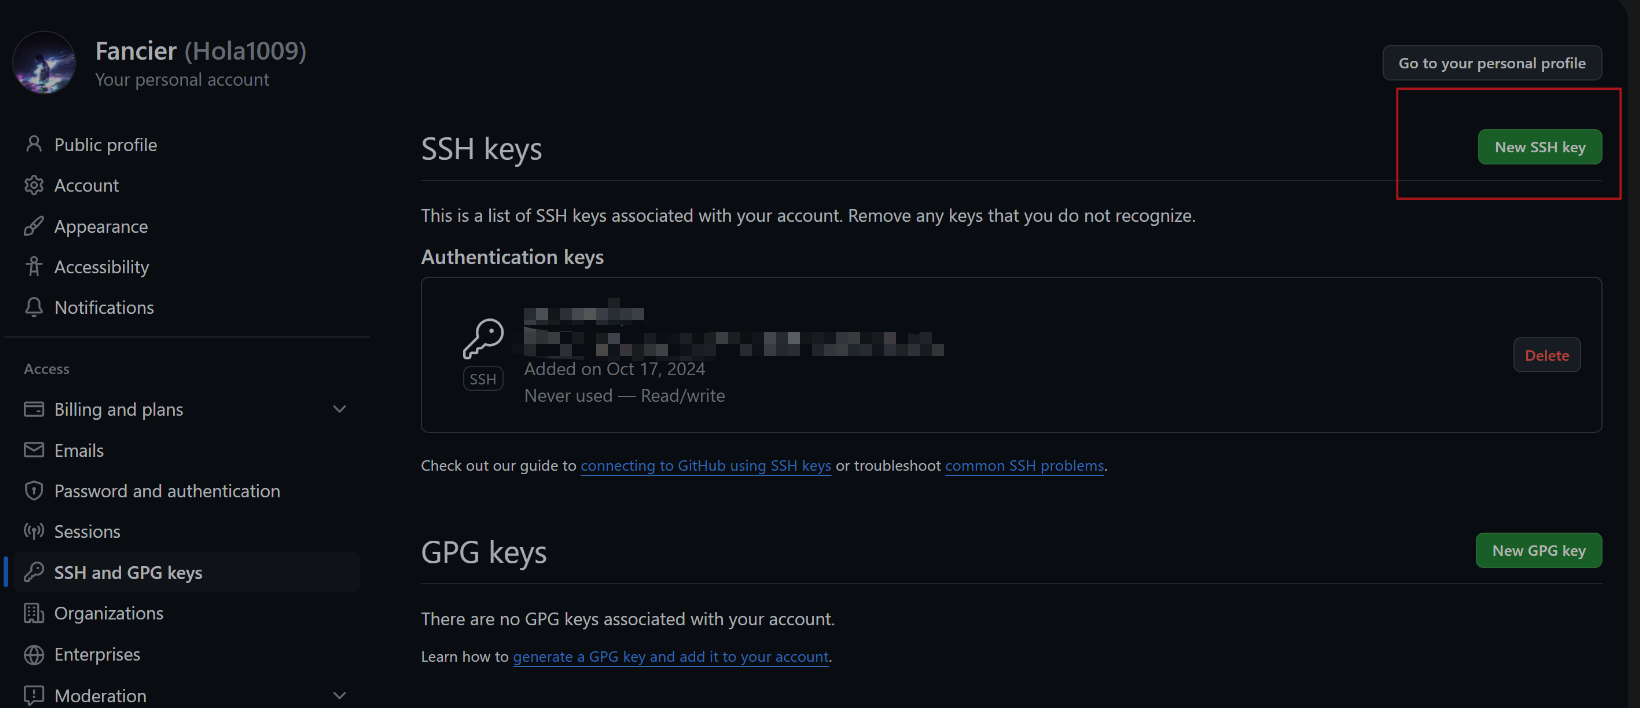 Fancier (Hola1009)
Your personal account
Go to your personal profile
Public profile
Account
Appearance
Accessibility
Notifications
Access
Billing and plans
Emails
Password and authentication
Sessions
SSH and GPG keys
Organizations
Enterprises
Moderation
SSH keys
New SSH key
This is a list of SSH keys associated with your account. Remove any keys that you do not recognize.
Authentication keys
SSH
Added on Oct 17, 2024
Never used — Read/write
Delete
Check out our guide to connecting to GitHub using SSH keys or troubleshoot common SSH problems.
GPG keys
New GPG key
There are no GPG keys associated with your account.
Learn how to generate a GPG key and add it to your account.